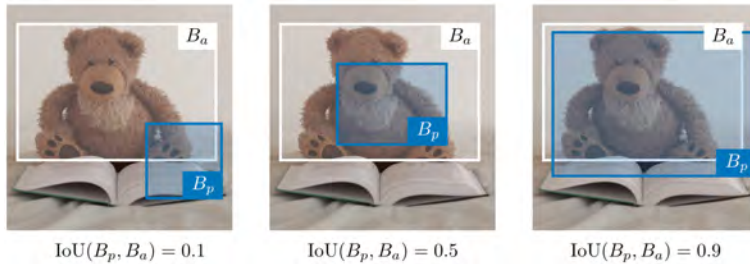 B_a B_a B_a
B_p B_p B_p
IoU(B_p, B_a) = 0.1 IoU(B_p, B_a) = 0.5 IoU(B_p, B_a) = 0.9